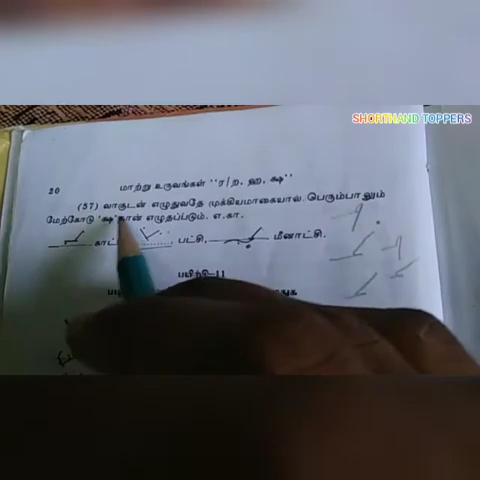 SHORTHAND TOPPERS
20 மாற்று உருவங்கள் "ர/ற, ஹ, க்ஷ"
(57) லாகுடன் எழுதுவதே முக்கியமாகையால் பெரும்பாலும்
மேற்கோடு 'க்ஷ' தான் எழுதப்படும். எ.கா.
காட் பட்சி, மீனாட்சி.
பயிற்சி-11